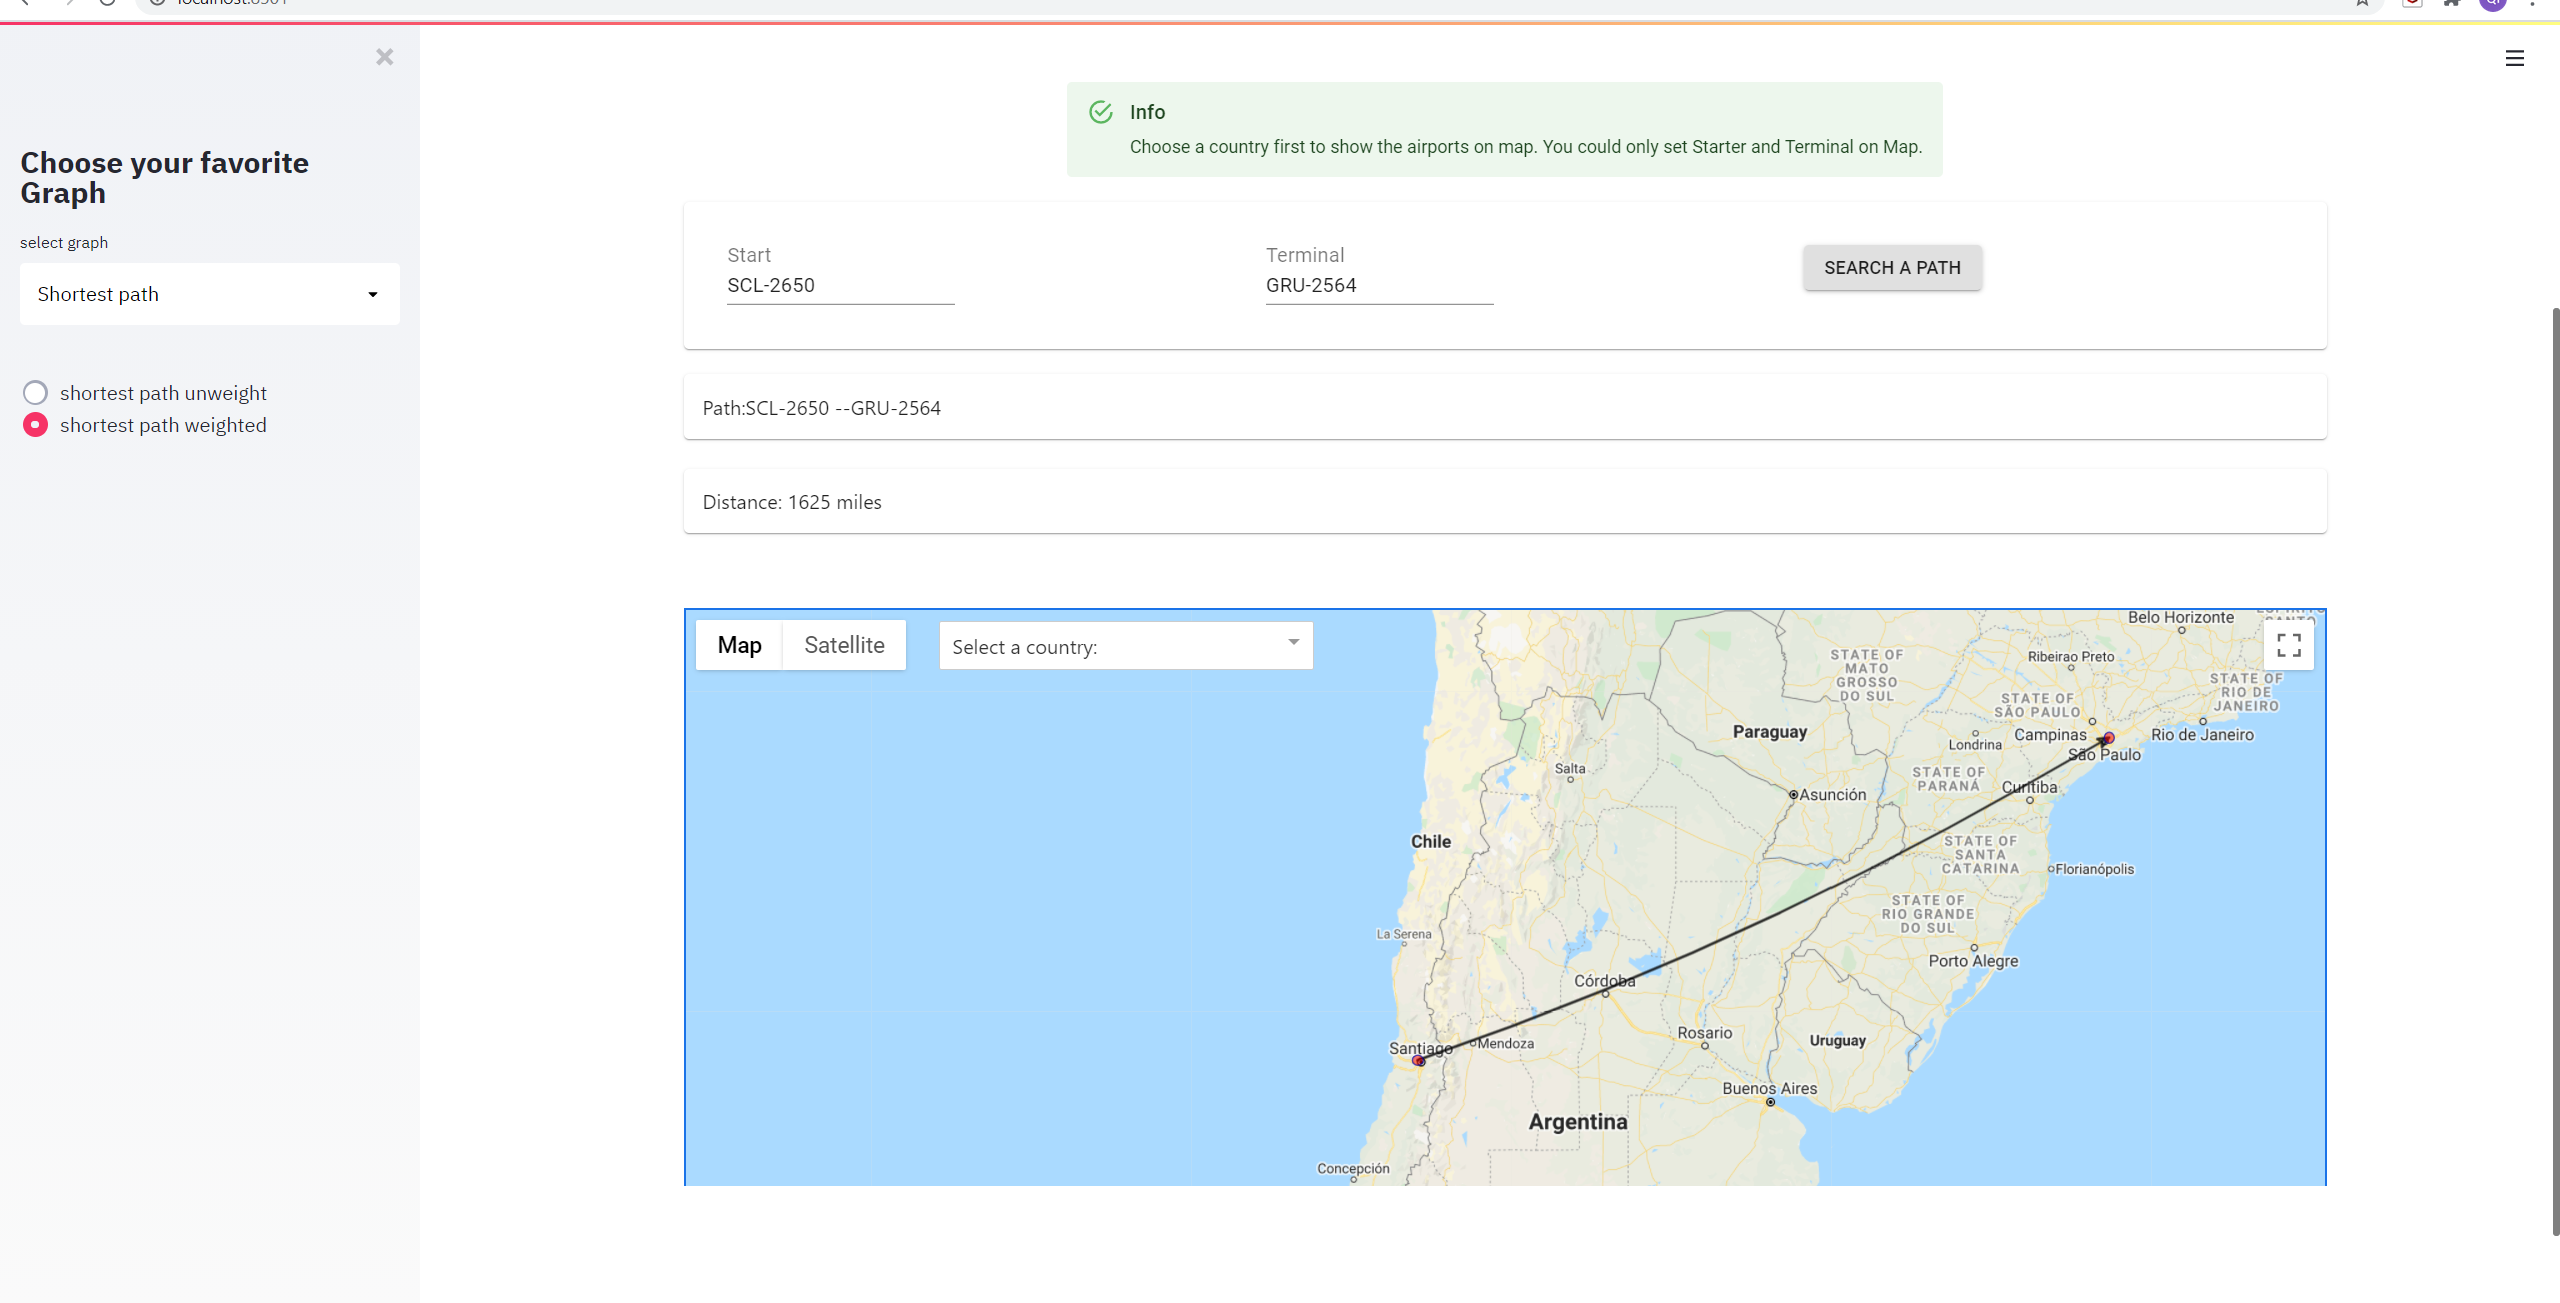 Choose your favorite
Graph
select graph
Shortest path
shortest path unweight
shortest path weighted
Info
Choose a country first to show the airports on map. You could only set Starter and Terminal on Map.
Start
SCL-2650
Terminal
GRU-2564
SEARCH A PATH
Path:SCL-2650 --GRU-2564
Distance: 1625 miles
Map
Satellite
Select a country:
Belo Horizonte
Ribeirao Preto
STATE OF
MATO
GROSSO
DO SUL
STATE OF
RIO DE
JANEIRO
STATE OF
SÃO PAULO
Paraguay
Campinas
Rio de Janeiro
Londrina
São Paulo
Salta
STATE OF
PARANÁ
Curitiba
Asunción
Chile
STATE OF
SANTA
CATARINA
Florianópolis
STATE OF
RIO GRANDE
DO SUL
La Serena
Porto Alegre
Córdoba
Rosario
Uruguay
Santiago
Mendoza
Buenos Aires
Argentina
Concepción